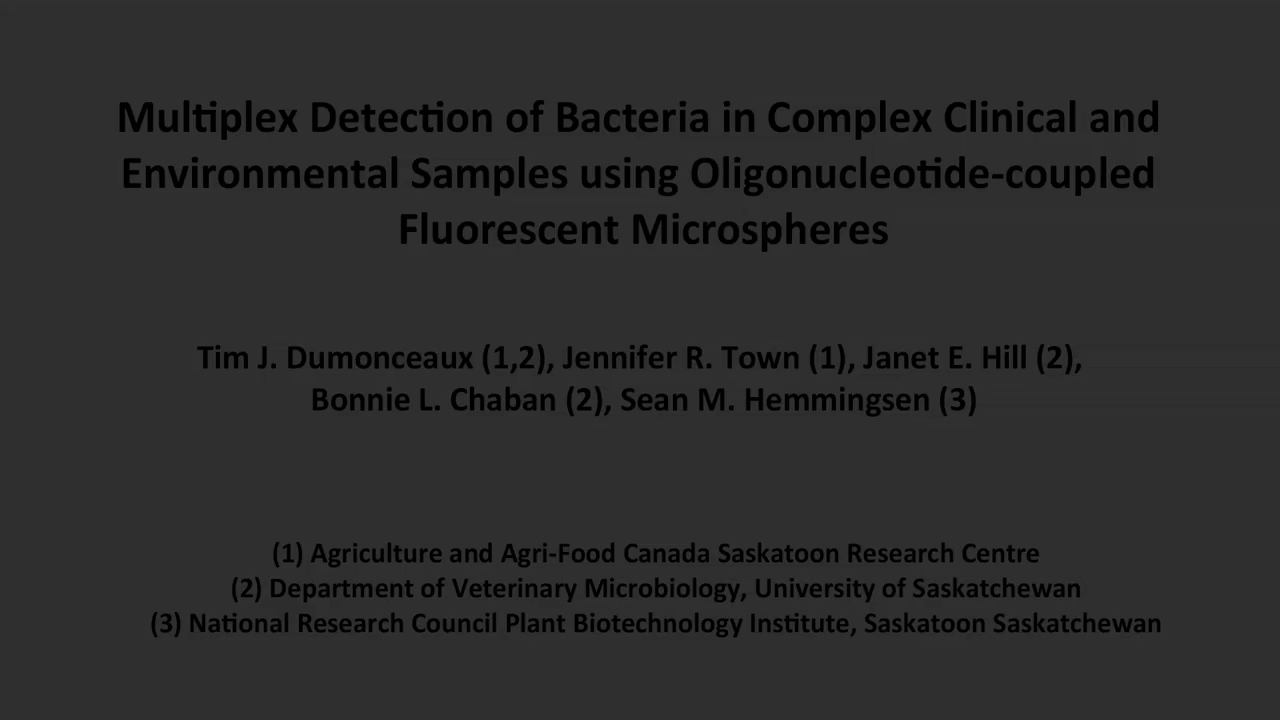 Multiplex Detection of Bacteria in Complex Clinical and
Environmental Samples using Oligonucleotide-coupled
Fluorescent Microspheres
Tim J. Dumonceaux (1,2), Jennifer R. Town (1), Janet E. Hill (2),
Bonnie L. Chaban (2), Sean M. Hemmingsen (3)
(1) Agriculture and Agri-Food Canada Saskatoon Research Centre
(2) Department of Veterinary Microbiology, University of Saskatchewan
(3) National Research Council Plant Biotechnology Institute, Saskatoon Saskatchewan